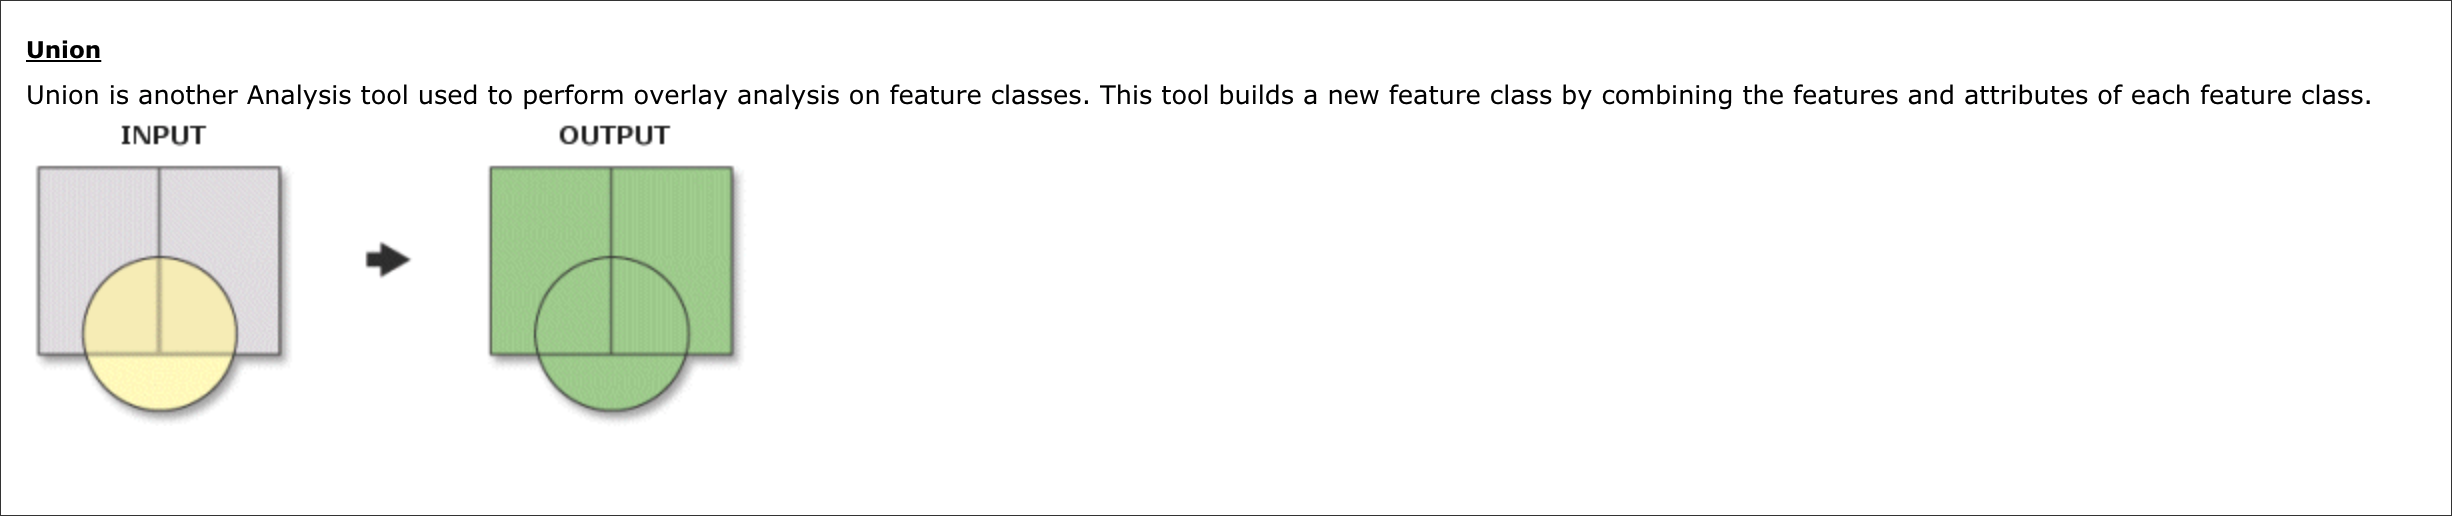 Union
Union is another Analysis tool used to perform overlay analysis on feature classes. This tool builds a new feature class by combining the features and attributes of each feature class.
INPUT
OUTPUT